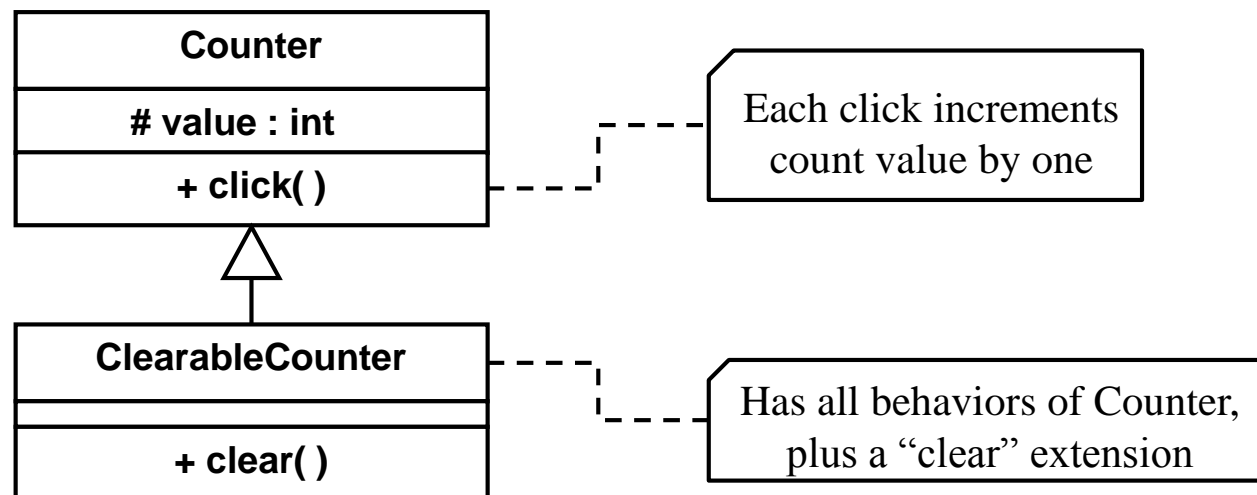 Counter
# value : int
+ click( )
Each click increments
count value by one
ClearableCounter
+ clear( )
Has all behaviors of Counter,
plus a “clear” extension